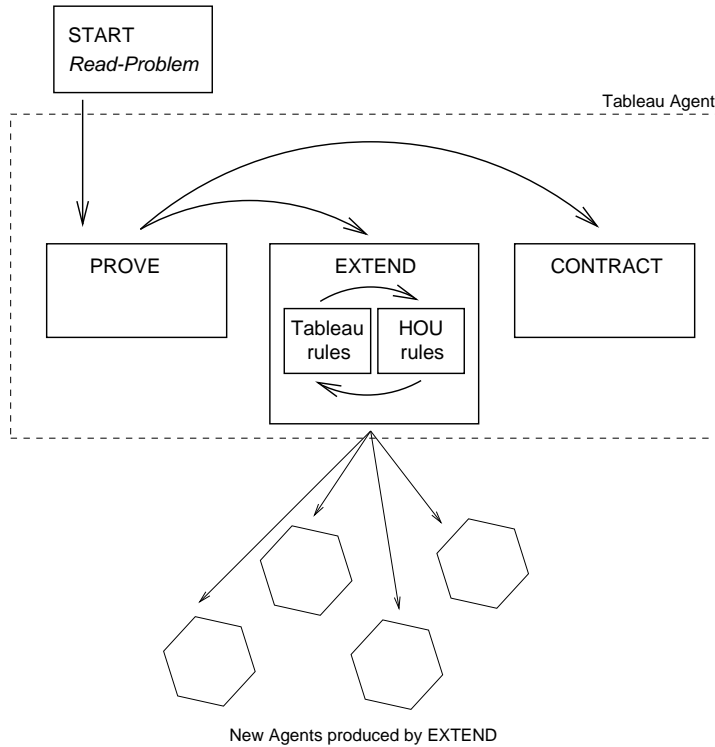 START
Read-Problem
Tableau Agent
PROVE
EXTEND
CONTRACT
Tableau
rules
HOU
rules
New Agents produced by EXTEND